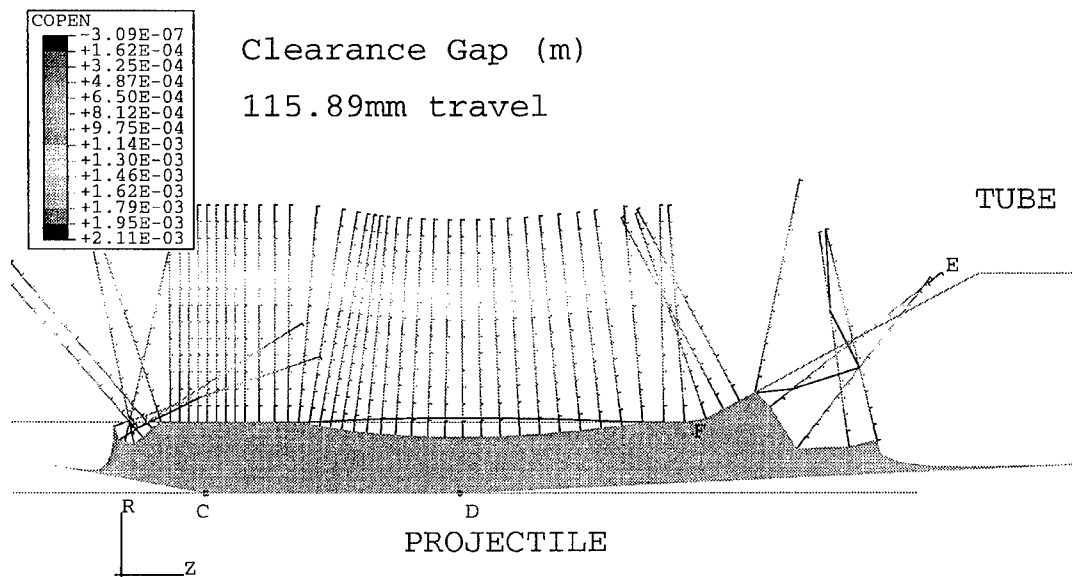 COPEN
-3.09E-07
+1.62E-04
+3.25E-04
+4.87E-04
+6.50E-04
+8.12E-04
+9.75E-04
+1.14E-03
+1.30E-03
+1.46E-03
+1.62E-03
+1.79E-03
+1.95E-03
+2.11E-03
Clearance Gap (m)
115.89mm travel
TUBE
E
F
R
C
D
PROJECTILE
Z